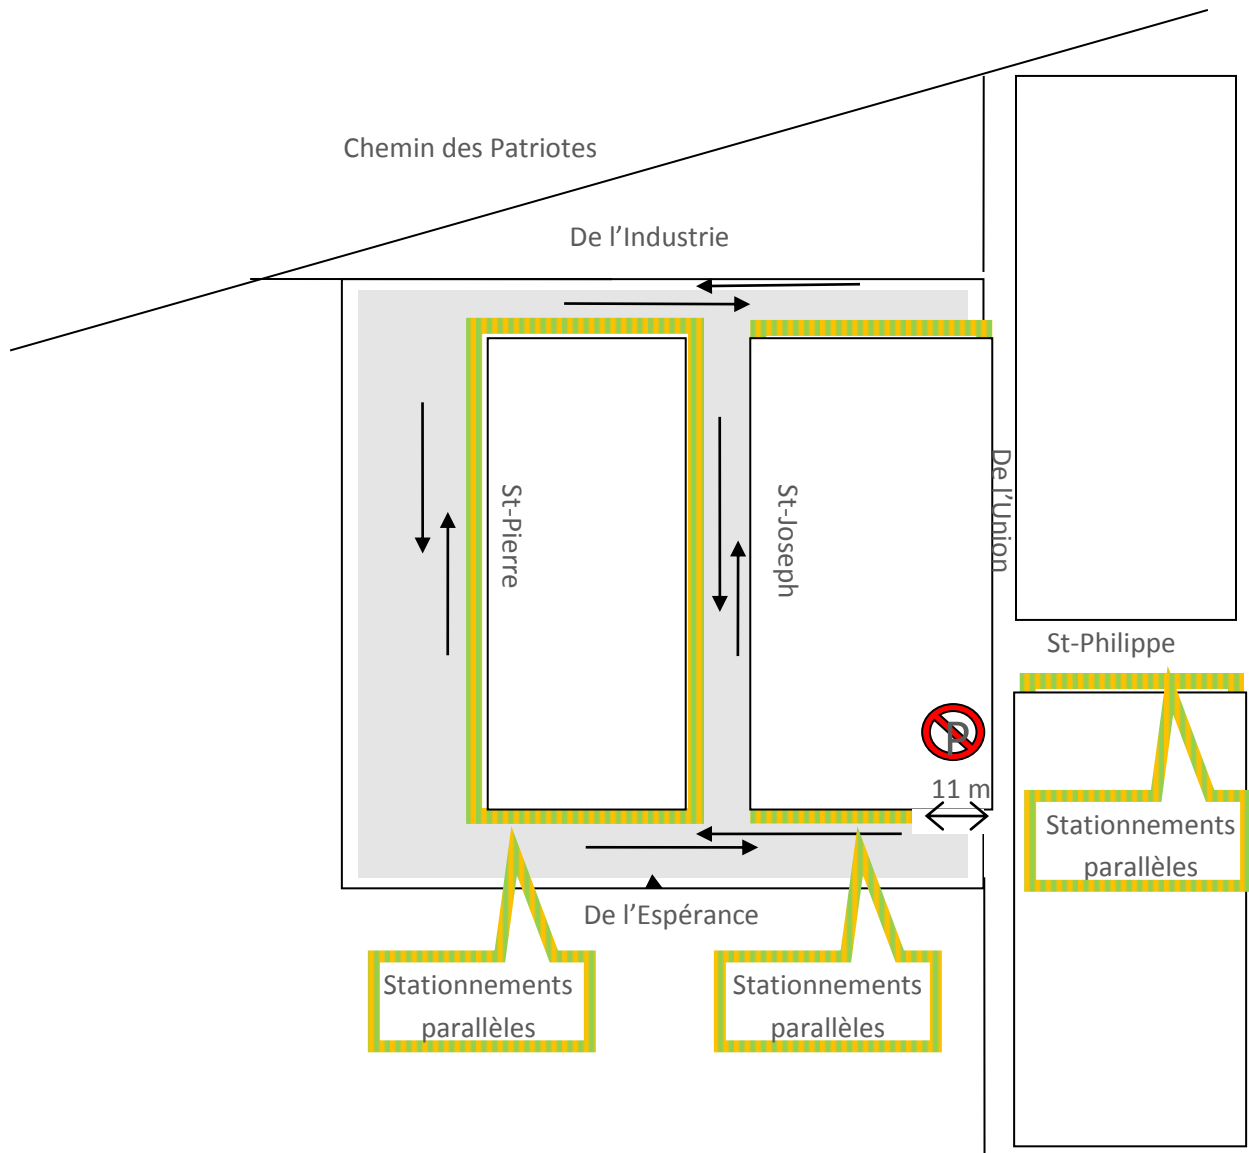 Chemin des Patriotes
De l’Industrie
St-Pierre
St-Joseph
De l’Union
St-Philippe
P
11 m
Stationnements
parallèles
De l’Espérance
Stationnements
parallèles
Stationnements
parallèles